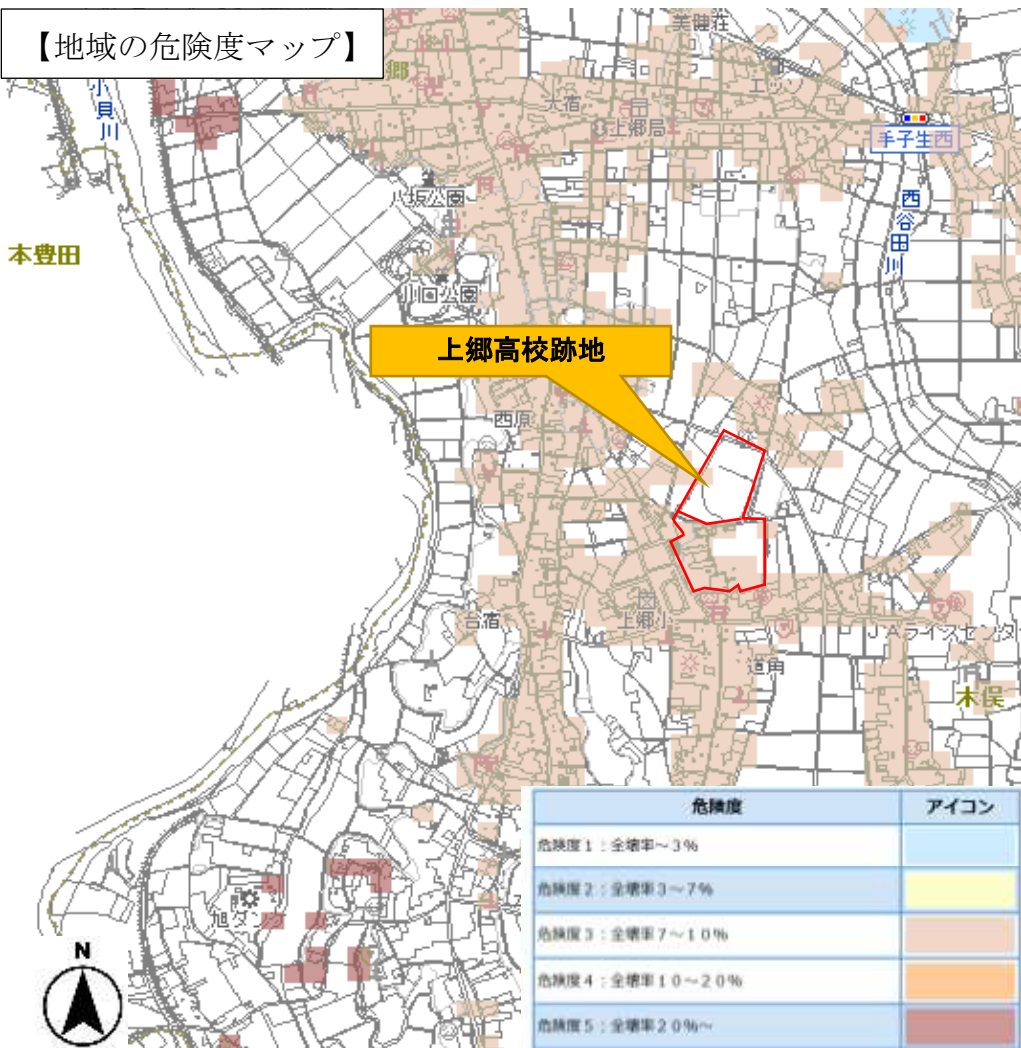 【地域の危険度マップ】
美健荘
郷
エッソ
小貝川
大宿
上郷局
手子生西
八坂公園
西谷田川
本豊田
川口公園
上郷高校跡地
西原
台宿
上郷小
JAライスセンタ
道角
木俣
危険度 アイコン
危険度1:全壊率~3%
危険度2:全壊率3~7%
危険度3:全壊率7~10%
危険度4:全壊率10~20%
危険度5:全壊率20%~
N